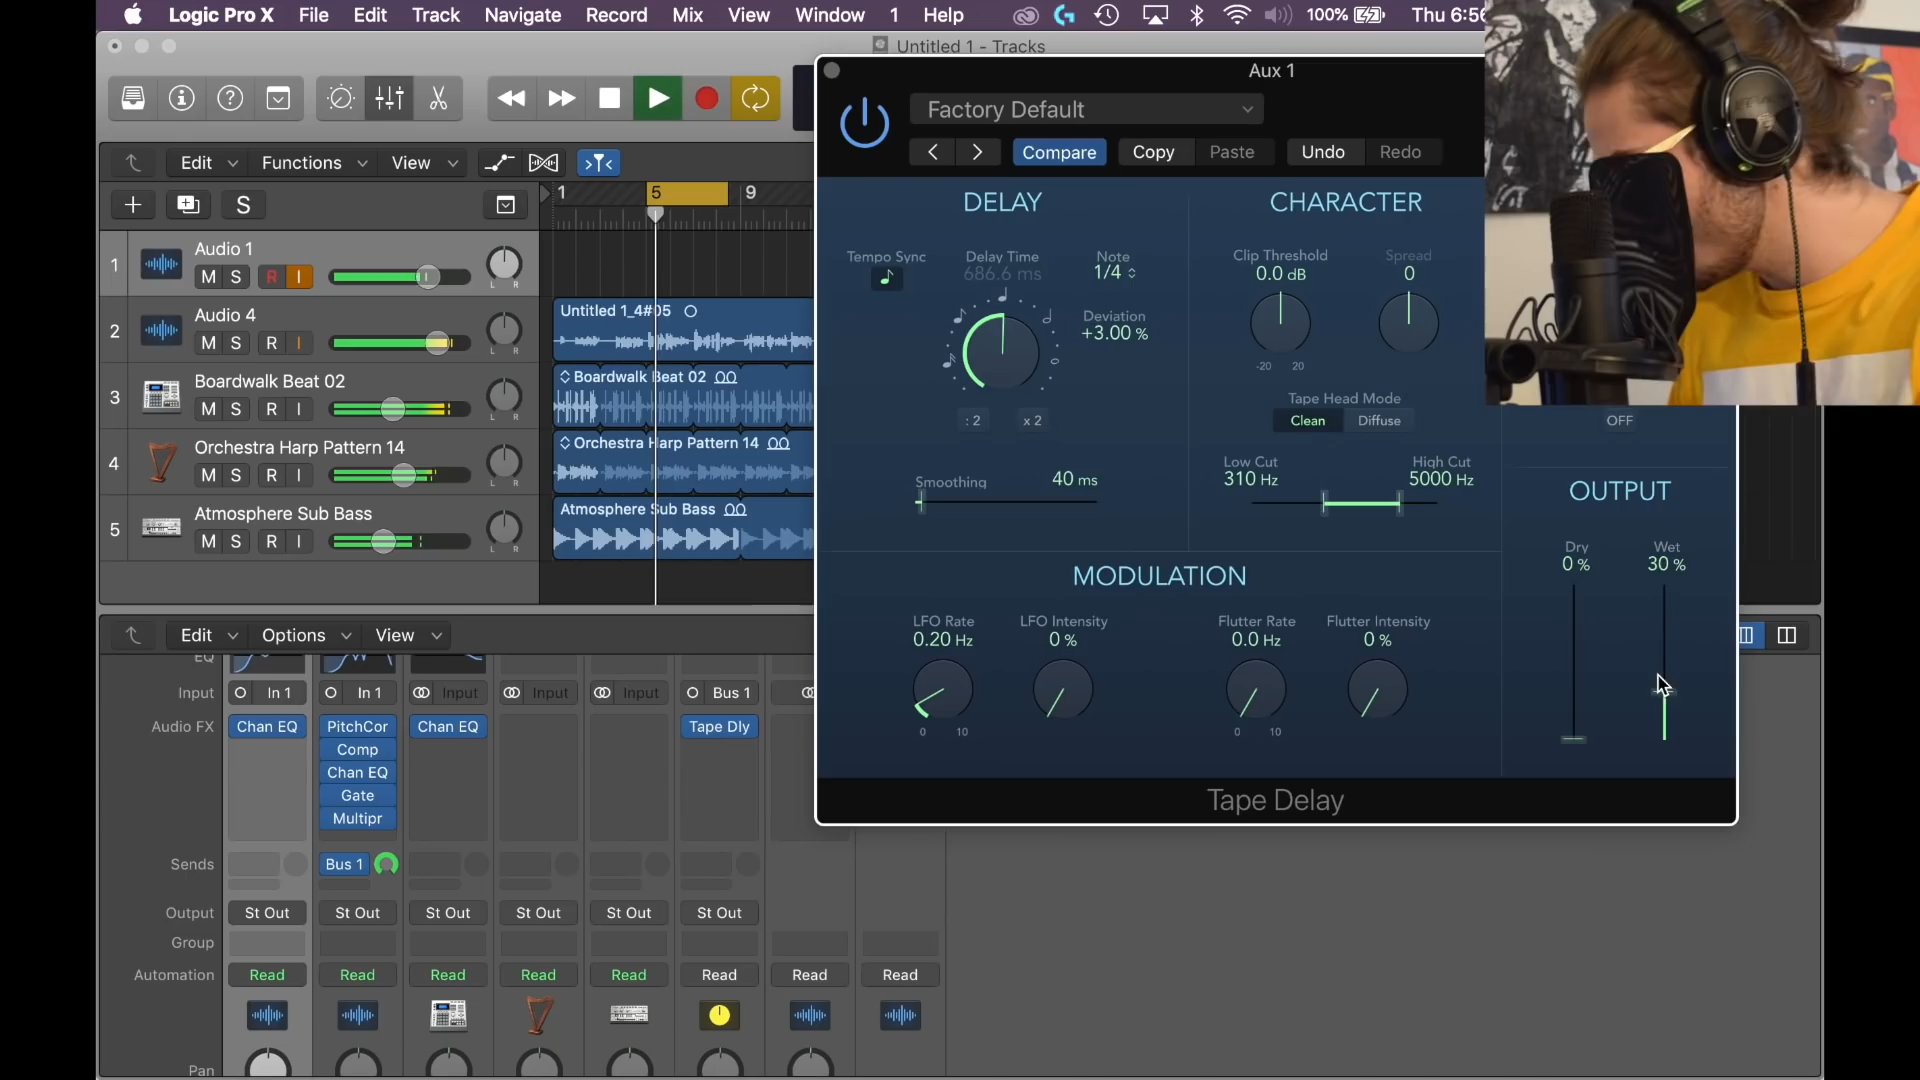 Logic Pro X File Edit Track Navigate Record Mix View Window 1 Help 100% Thu 6:56
Untitled 1 - Tracks
Aux 1
Factory Default
Compare Copy Paste Undo Redo
Edit Functions View
S
1 5 9
1 Audio 1
M S R I
L R
2 Audio 4
M S R I
L R
3 Boardwalk Beat 02
M S R I
L R
4 Orchestra Harp Pattern 14
M S R I
L R
5 Atmosphere Sub Bass
M S R I
L R
Untitled 1_4#05
Boardwalk Beat 02
Orchestra Harp Pattern 14
Atmosphere Sub Bass
DELAY
Tempo Sync
Delay Time
686.6 ms
Note
1/4
Deviation
+3.00 %
: 2 x 2
Smoothing 40 ms
CHARACTER
Clip Threshold
0.0 dB
-20 20
Spread
0
Tape Head Mode
Clean Diffuse
Low Cut
310 Hz
High Cut
5000 Hz
OFF
OUTPUT
Dry
0 %
Wet
30 %
MODULATION
LFO Rate
0.20 Hz
0 10
LFO Intensity
0 %
Flutter Rate
0.0 Hz
0 10
Flutter Intensity
0 %
Tape Delay
Edit Options View
EQ
Input In 1 In 1 Input Input Input Bus 1
Audio FX Chan EQ PitchCor Chan EQ Tape Dly
Comp
Chan EQ
Gate
Multipr
Sends Bus 1
Output St Out St Out St Out St Out St Out St Out
Group
Automation Read Read Read Read Read Read Read Read
Pan